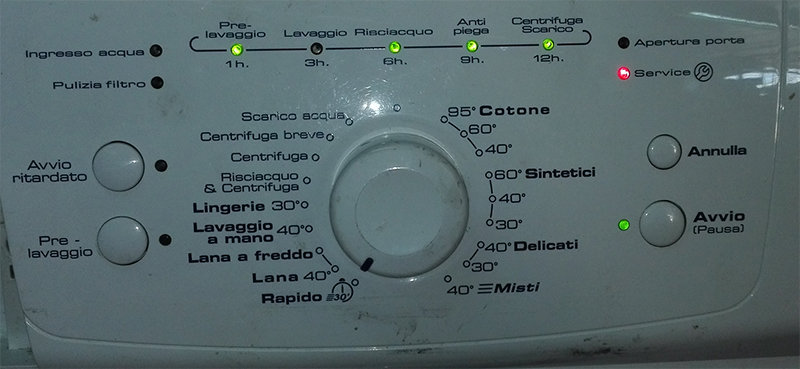 Pre-
lavaggio
Lavaggio
Risciacquo
Anti
piega
Centrifuga
Scarico
1h.
3h.
6h.
9h.
12h.
Ingresso acqua
Pulizia filtro
Apertura porta
Service
Scarico acqua
Centrifuga breve
Centrifuga
Risciacquo
& Centrifuga
Lingerie 30°
Lavaggio
a mano 40°
Lana a freddo
Lana 40°
Rapido 30'
95° Cotone
60°
40°
60° Sintetici
40°
30°
40° Delicati
30°
40° Misti
Avvio
ritardato
Pre -
lavaggio
Annulla
Avvio
(Pausa)